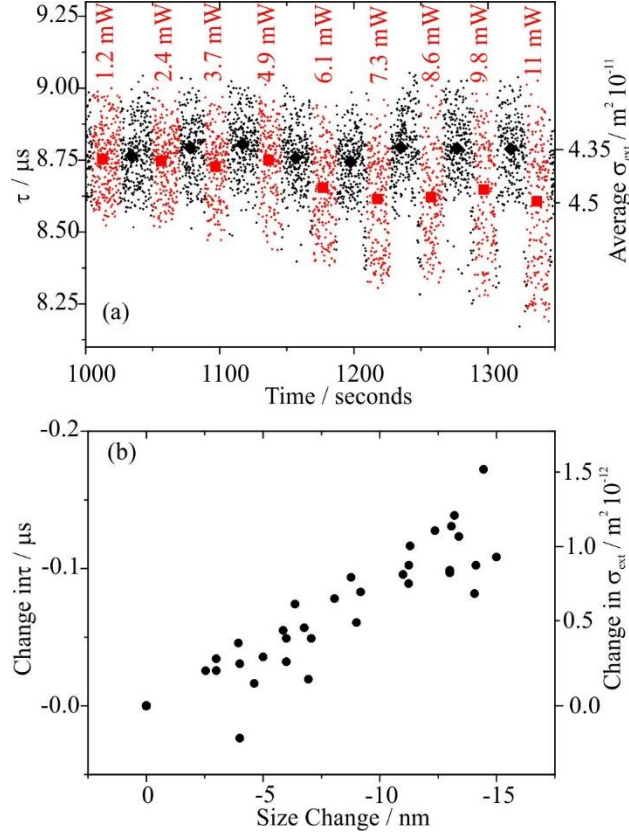 1.2 mW
2.4 mW
3.7 mW
4.9 mW
6.1 mW
7.3 mW
8.6 mW
9.8 mW
11 mW
9.25
9.00
8.75
8.50
8.25
τ / μs
4.35
4.5
Average σext / m² 10⁻¹¹
(a)
1000 1100 1200 1300
Time / seconds
(b)
-0.2
-0.1
-0.0
Change inτ / μs
1.5
1.0
0.5
0.0
Change in σext / m² 10⁻¹²
0 -5 -10 -15
Size Change / nm